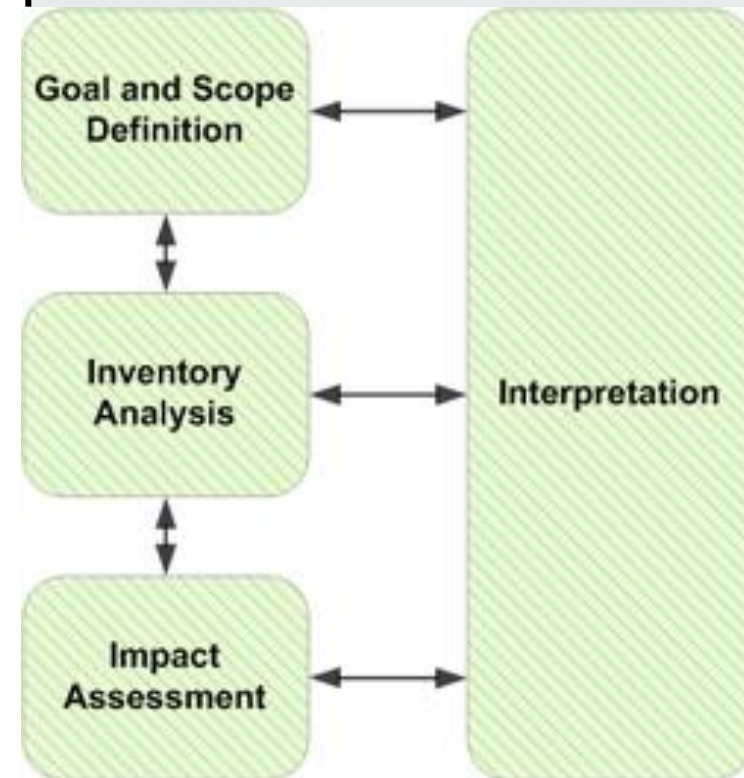 Goal and Scope
Definition
Inventory
Analysis
Interpretation
Impact
Assessment